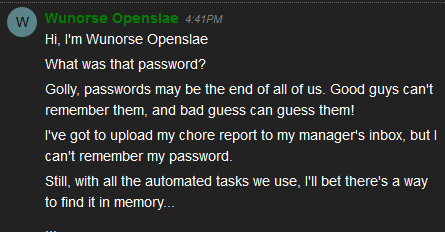 W
Wunorse Openslae 4:41PM
Hi, I'm Wunorse Openslae
What was that password?
Golly, passwords may be the end of all of us. Good guys can't
remember them, and bad guess can guess them!
I've got to upload my chore report to my manager's inbox, but I
can't remember my password.
Still, with all the automated tasks we use, I'll bet there's a way
to find it in memory...
...